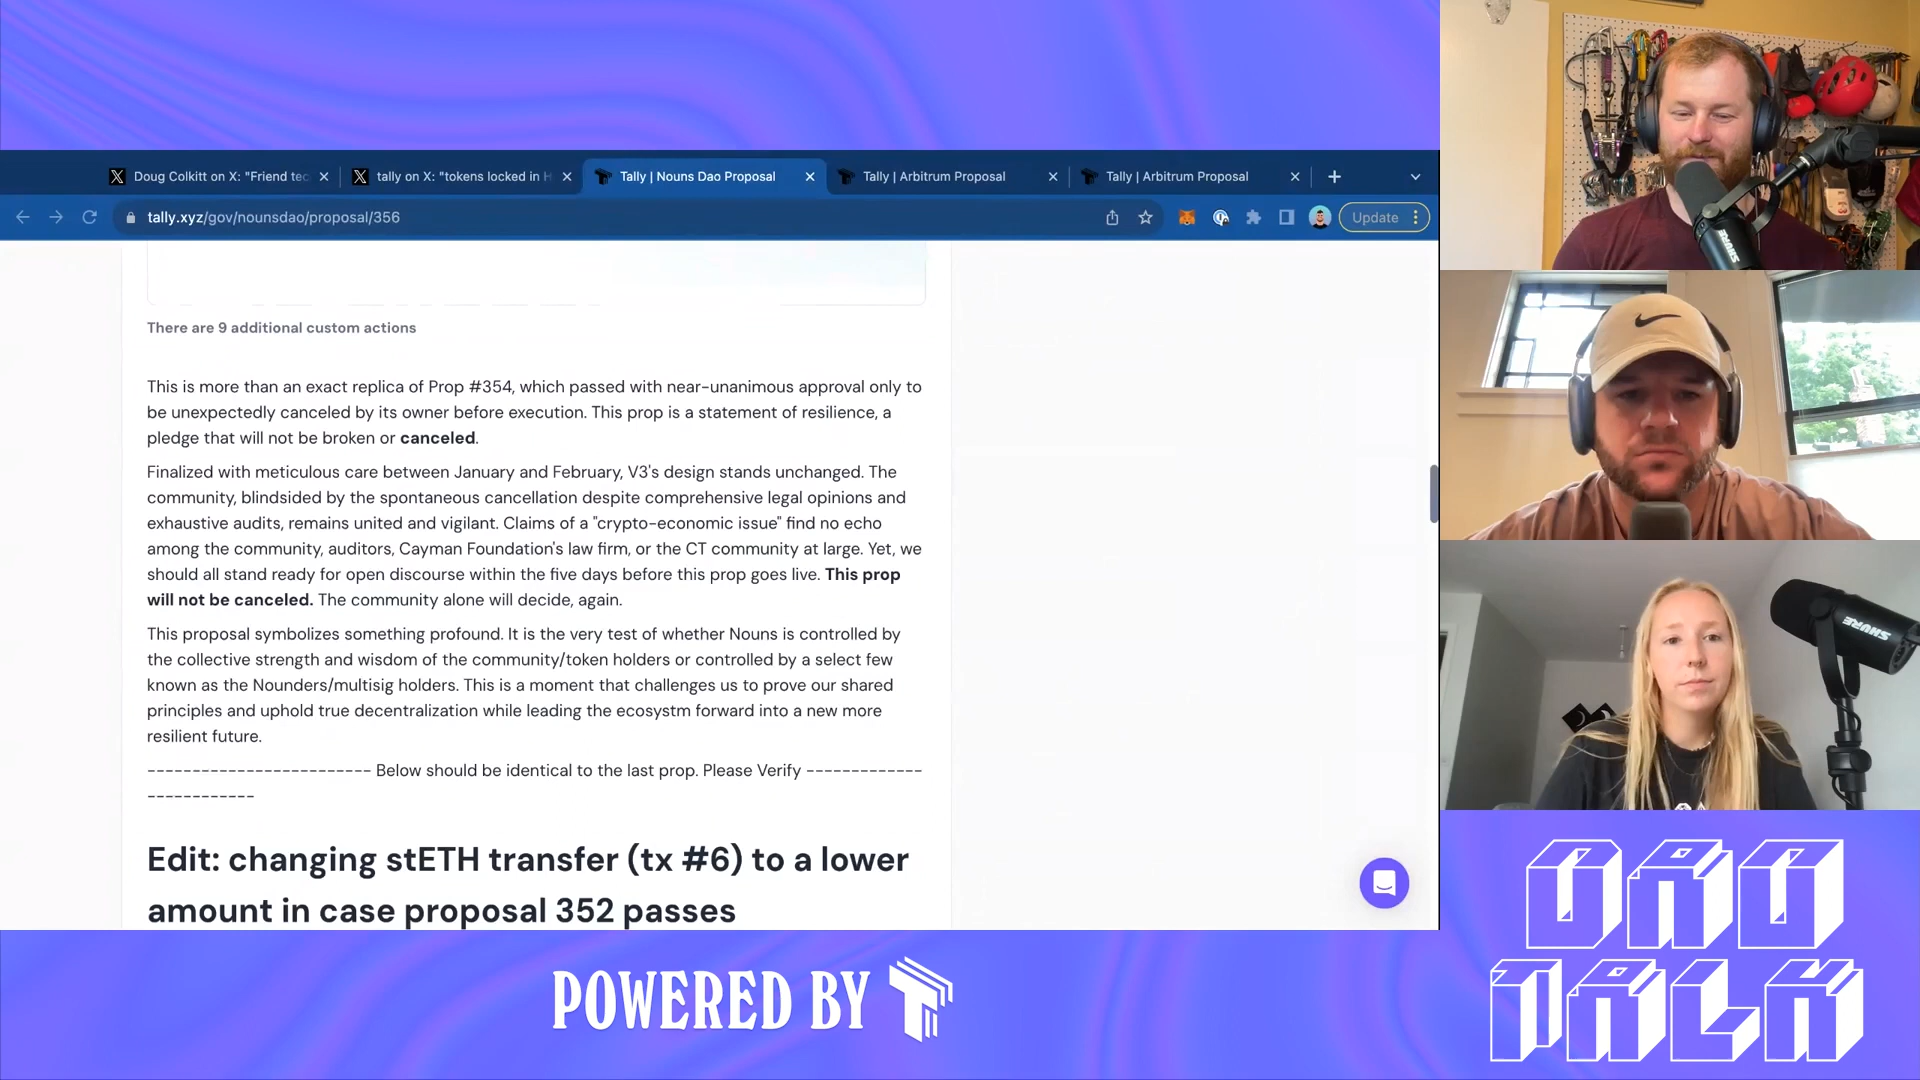 Doug Colkitt on X: "Friend tec
tally on X: "tokens locked in H
Tally | Nouns Dao Proposal
Tally | Arbitrum Proposal
Tally | Arbitrum Proposal
tally.xyz/gov/nounsdao/proposal/356
Update
There are 9 additional custom actions
This is more than an exact replica of Prop #354, which passed with near-unanimous approval only to
be unexpectedly canceled by its owner before execution. This prop is a statement of resilience, a
pledge that will not be broken or canceled.
Finalized with meticulous care between January and February, V3's design stands unchanged. The
community, blindsided by the spontaneous cancellation despite comprehensive legal opinions and
exhaustive audits, remains united and vigilant. Claims of a "crypto-economic issue" find no echo
among the community, auditors, Cayman Foundation's law firm, or the CT community at large. Yet, we
should all stand ready for open discourse within the five days before this prop goes live. This prop
will not be canceled. The community alone will decide, again.
This proposal symbolizes something profound. It is the very test of whether Nouns is controlled by
the collective strength and wisdom of the community/token holders or controlled by a select few
known as the Nounders/multisig holders. This is a moment that challenges us to prove our shared
principles and uphold true decentralization while leading the ecosystm forward into a new more
resilient future.
------------------------- Below should be identical to the last prop. Please Verify -------------
------------
Edit: changing stETH transfer (tx #6) to a lower
amount in case proposal 352 passes
SHURE
SHURE
POWERED BY
DAO
TALK